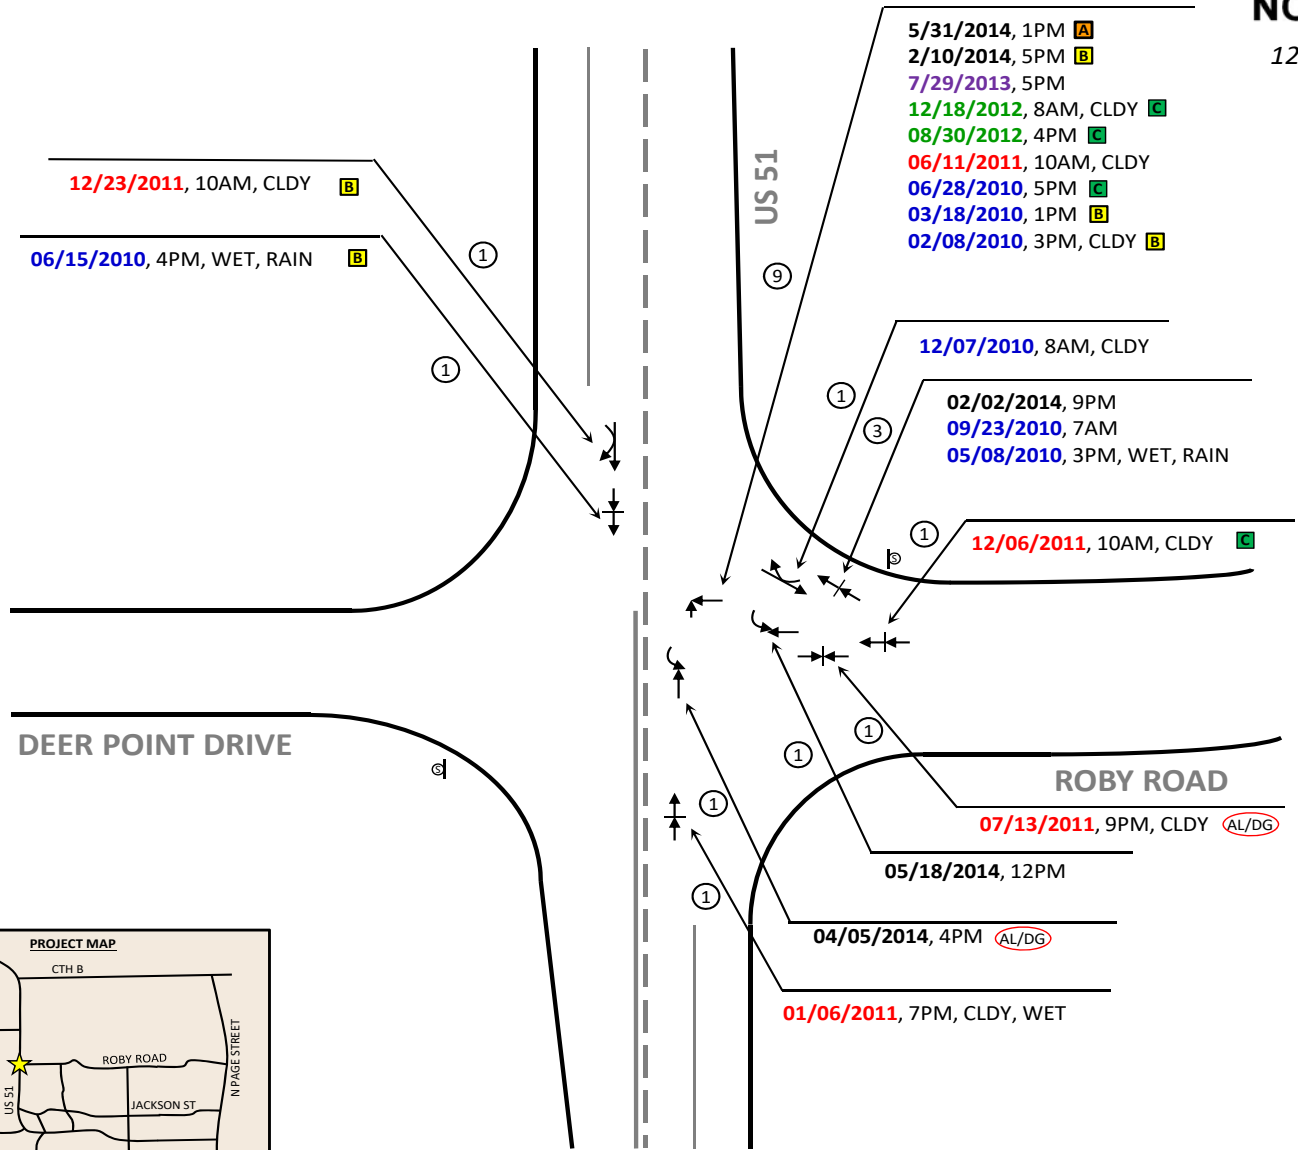 NO
12
5/31/2014, 1PM A
2/10/2014, 5PM B
7/29/2013, 5PM
12/18/2012, 8AM, CLDY C
08/30/2012, 4PM C
06/11/2011, 10AM, CLDY
06/28/2010, 5PM C
03/18/2010, 1PM B
02/08/2010, 3PM, CLDY B
US 51
12/23/2011, 10AM, CLDY B
06/15/2010, 4PM, WET, RAIN B
1
9
1
12/07/2010, 8AM, CLDY
1
3
02/02/2014, 9PM
09/23/2010, 7AM
05/08/2010, 3PM, WET, RAIN
1
12/06/2011, 10AM, CLDY C
S
DEER POINT DRIVE
S
1
1
ROBY ROAD
1
07/13/2011, 9PM, CLDY AL/DG
05/18/2014, 12PM
1
04/05/2014, 4PM AL/DG
01/06/2011, 7PM, CLDY, WET
PROJECT MAP
CTH B
ROBY ROAD
N PAGE STREET
US 51
JACKSON ST